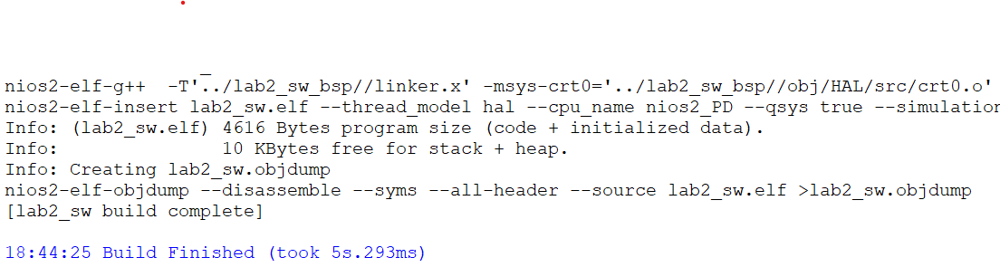 nios2-elf-g++  -T'../lab2_sw_bsp//linker.x' -msys-crt0='../lab2_sw_bsp//obj/HAL/src/crt0.o'
nios2-elf-insert lab2_sw.elf --thread_model hal --cpu_name nios2_PD --qsys true --simulation
Info: (lab2_sw.elf) 4616 Bytes program size (code + initialized data).
Info:                10 KBytes free for stack + heap.
Info: Creating lab2_sw.objdump
nios2-elf-objdump --disassemble --syms --all-header --source lab2_sw.elf >lab2_sw.objdump
[lab2_sw build complete]
18:44:25 Build Finished (took 5s.293ms)